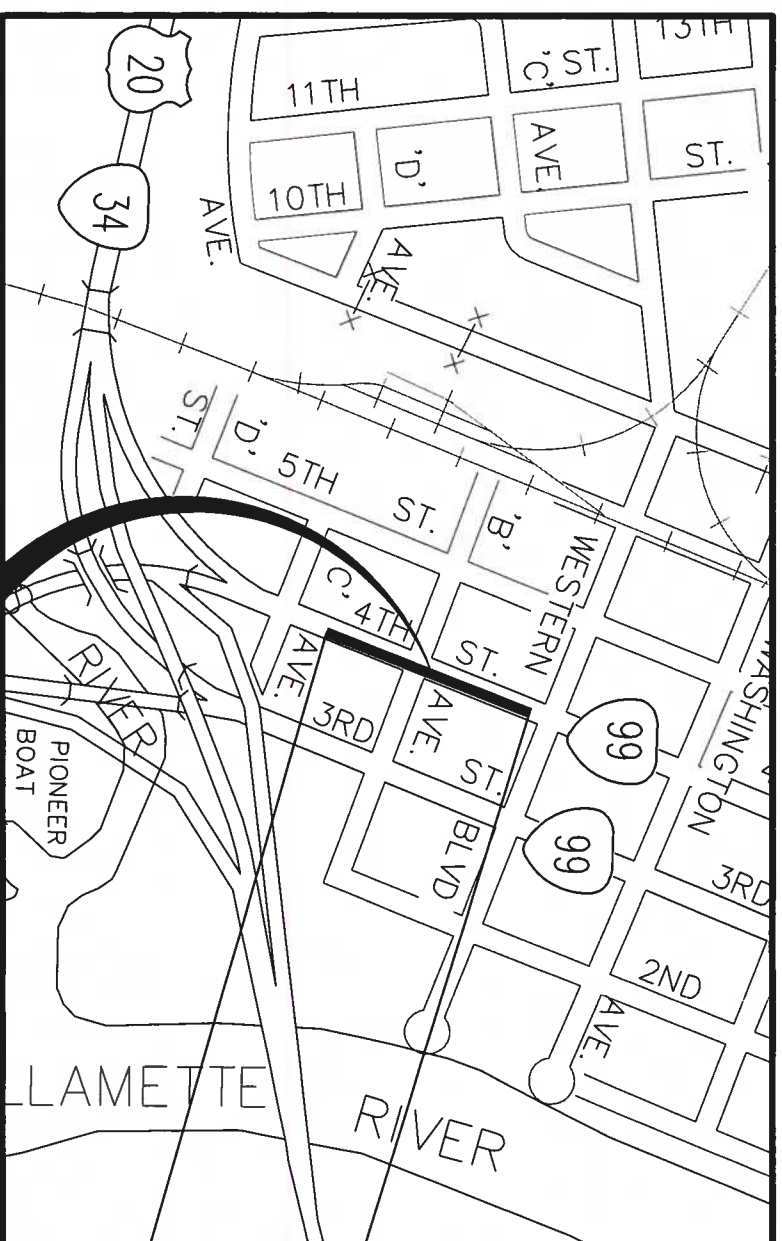 13TH
'C' ST.
11TH
20
AVE.
'D'
ST.
10TH
34
AVE.
AVE.
ST.
'D'
5TH
ST.
'B'
WESTERN
'C'
4TH
ST.
WASHINGTON
AVE.
3RD
AVE.
ST.
99
4
RIVER
PIONEER
BOAT
BLVD
99
3RD
2ND
AVE.
LLAMETTE
RIVER